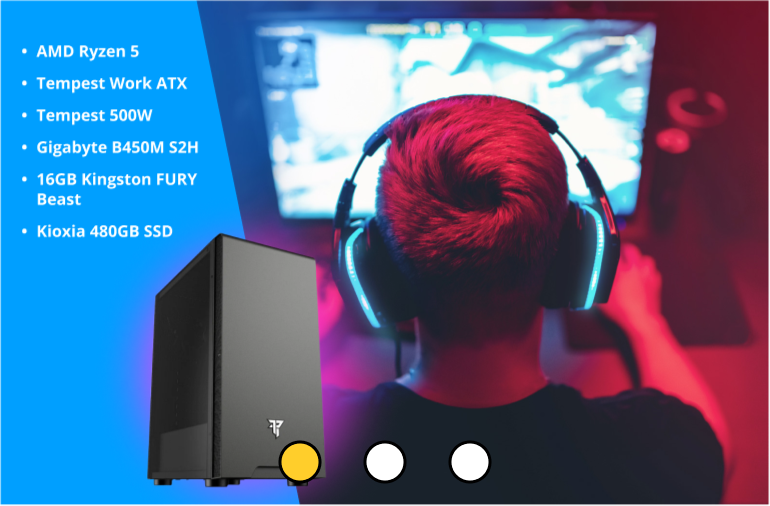 AMD Ryzen 5
Tempest Work ATX
Tempest 500W
Gigabyte B450M S2H
16GB Kingston FURY
Beast
Kioxia 480GB SSD